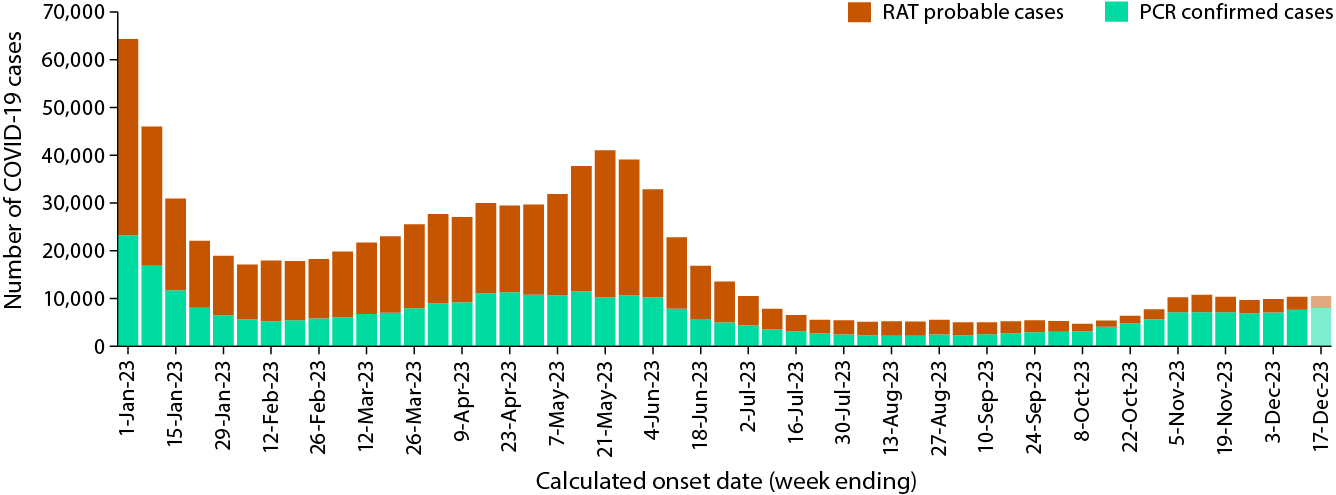 RAT probable cases
PCR confirmed cases
Number of COVID-19 cases
70,000
60,000
50,000
40,000
30,000
20,000
10,000
0
1-Jan-23
15-Jan-23
29-Jan-23
12-Feb-23
26-Feb-23
12-Mar-23
26-Mar-23
9-Apr-23
23-Apr-23
7-May-23
21-May-23
4-Jun-23
18-Jun-23
2-Jul-23
16-Jul-23
30-Jul-23
13-Aug-23
27-Aug-23
10-Sep-23
24-Sep-23
8-Oct-23
22-Oct-23
5-Nov-23
19-Nov-23
3-Dec-23
17-Dec-23
Calculated onset date (week ending)